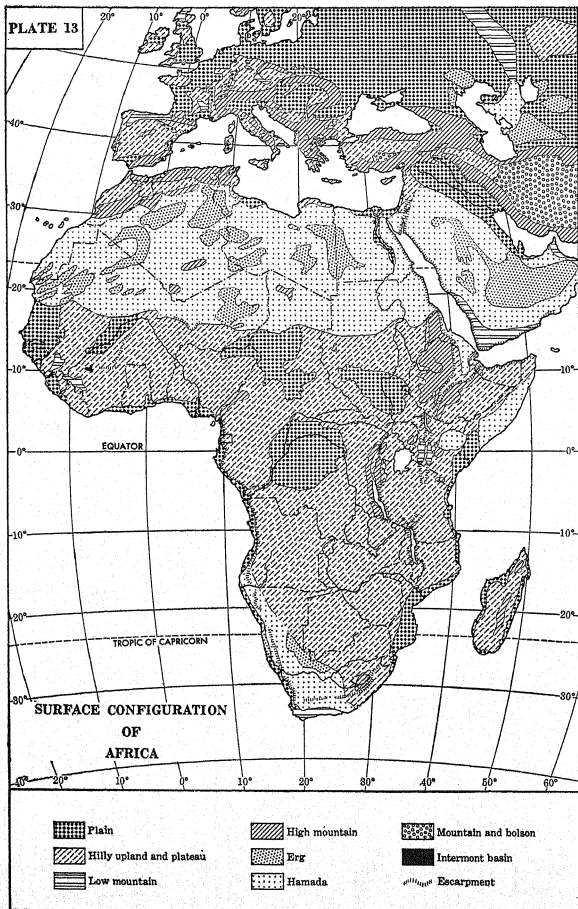 PLATE 13
20° 10° 0° 20°
40°
30°
20°
10° 10°
EQUATOR
0° 0°
10° 10°
20° 20°
TROPIC OF CAPRICORN
30° 30°
SURFACE CONFIGURATION
OF
AFRICA
20° 10° 0° 10° 20° 30° 40° 50° 60°
Plain High mountain Mountain and bolson
Hilly upland and plateau Erg Intermont basin
Low mountain Hamada Escarpment